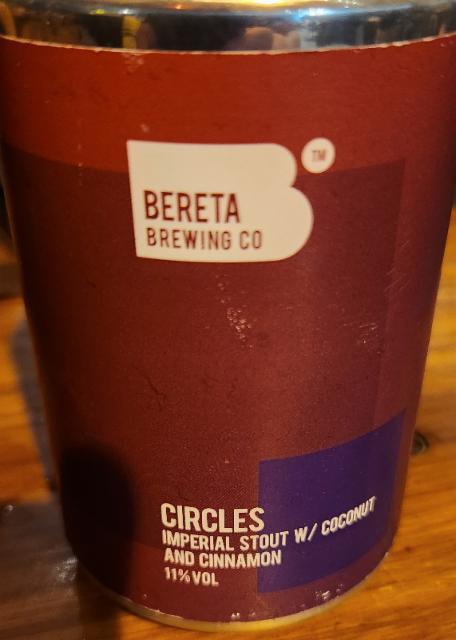 TM
BERETA
BREWING CO
CIRCLES
IMPERIAL STOUT W/ COCONUT
AND CINNAMON
11% VOL